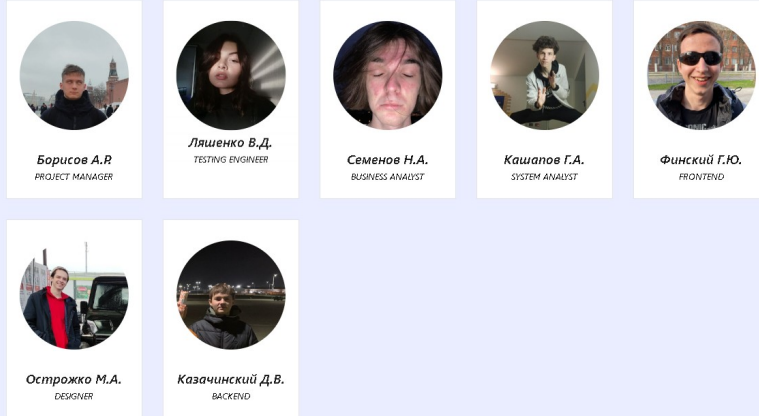 Борисов А.Р.
PROJECT MANAGER
Ляшенко В.Д.
TESTING ENGINEER
Семенов Н.А.
BUSINESS ANALYST
Кашапов Г.А.
SYSTEM ANALYST
Финский Г.Ю.
FRONTEND
Острожко М.А.
DESIGNER
Казачинский Д.В.
BACKEND